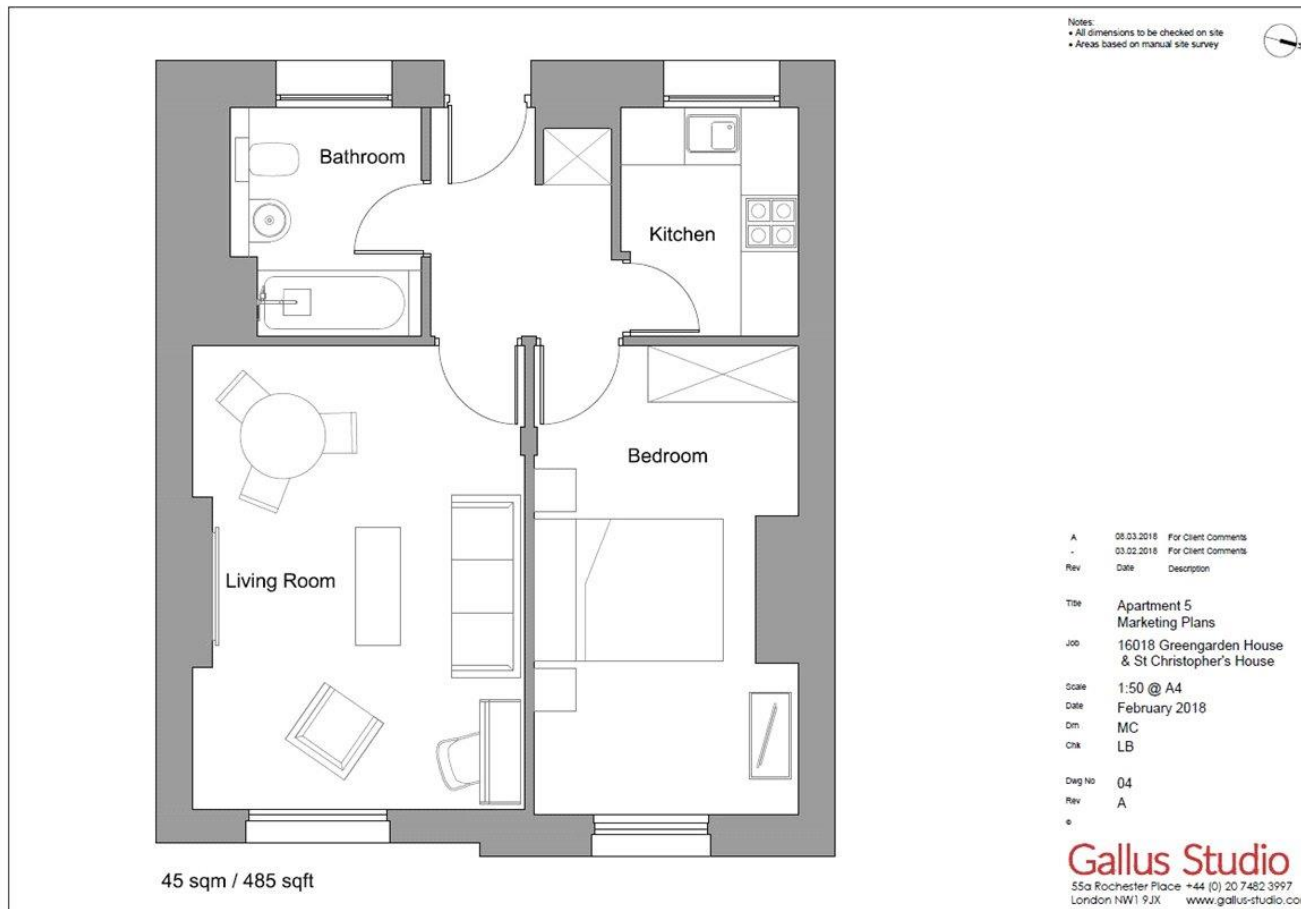 Notes:
• All dimensions to be checked on site
• Areas based on manual site survey
Bathroom
Kitchen
Bedroom
Living Room
45 sqm / 485 sqft
A 08.03.2018 For Client Comments
- 03.02.2018 For Client Comments
Rev Date Description
Title Apartment 5
Marketing Plans
Job 16018 Greengarden House
& St Christopher's House
Scale 1:50 @ A4
Date February 2018
Drn MC
Chk LB
Dwg No 04
Rev A
©
Gallus Studio
55a Rochester Place +44 (0) 20 7482 3997
London NW1 9JX www.gallus-studio.co